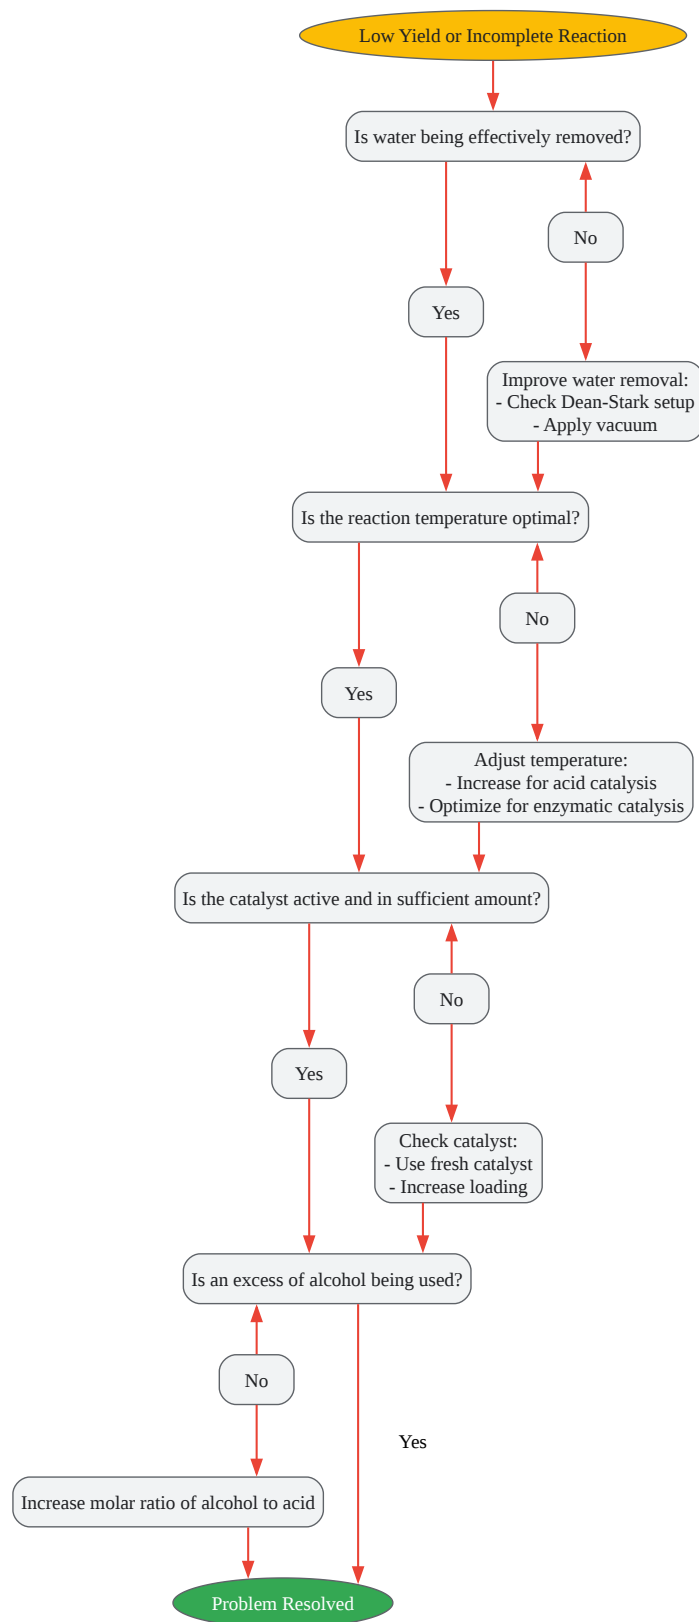 Low Yield or Incomplete Reaction
Is water being effectively removed?
No
Yes
Improve water removal:
- Check Dean-Stark setup
- Apply vacuum
Is the reaction temperature optimal?
No
Yes
Adjust temperature:
- Increase for acid catalysis
- Optimize for enzymatic catalysis
Is the catalyst active and in sufficient amount?
No
Yes
Check catalyst:
- Use fresh catalyst
- Increase loading
Is an excess of alcohol being used?
No
Yes
Increase molar ratio of alcohol to acid
Problem Resolved